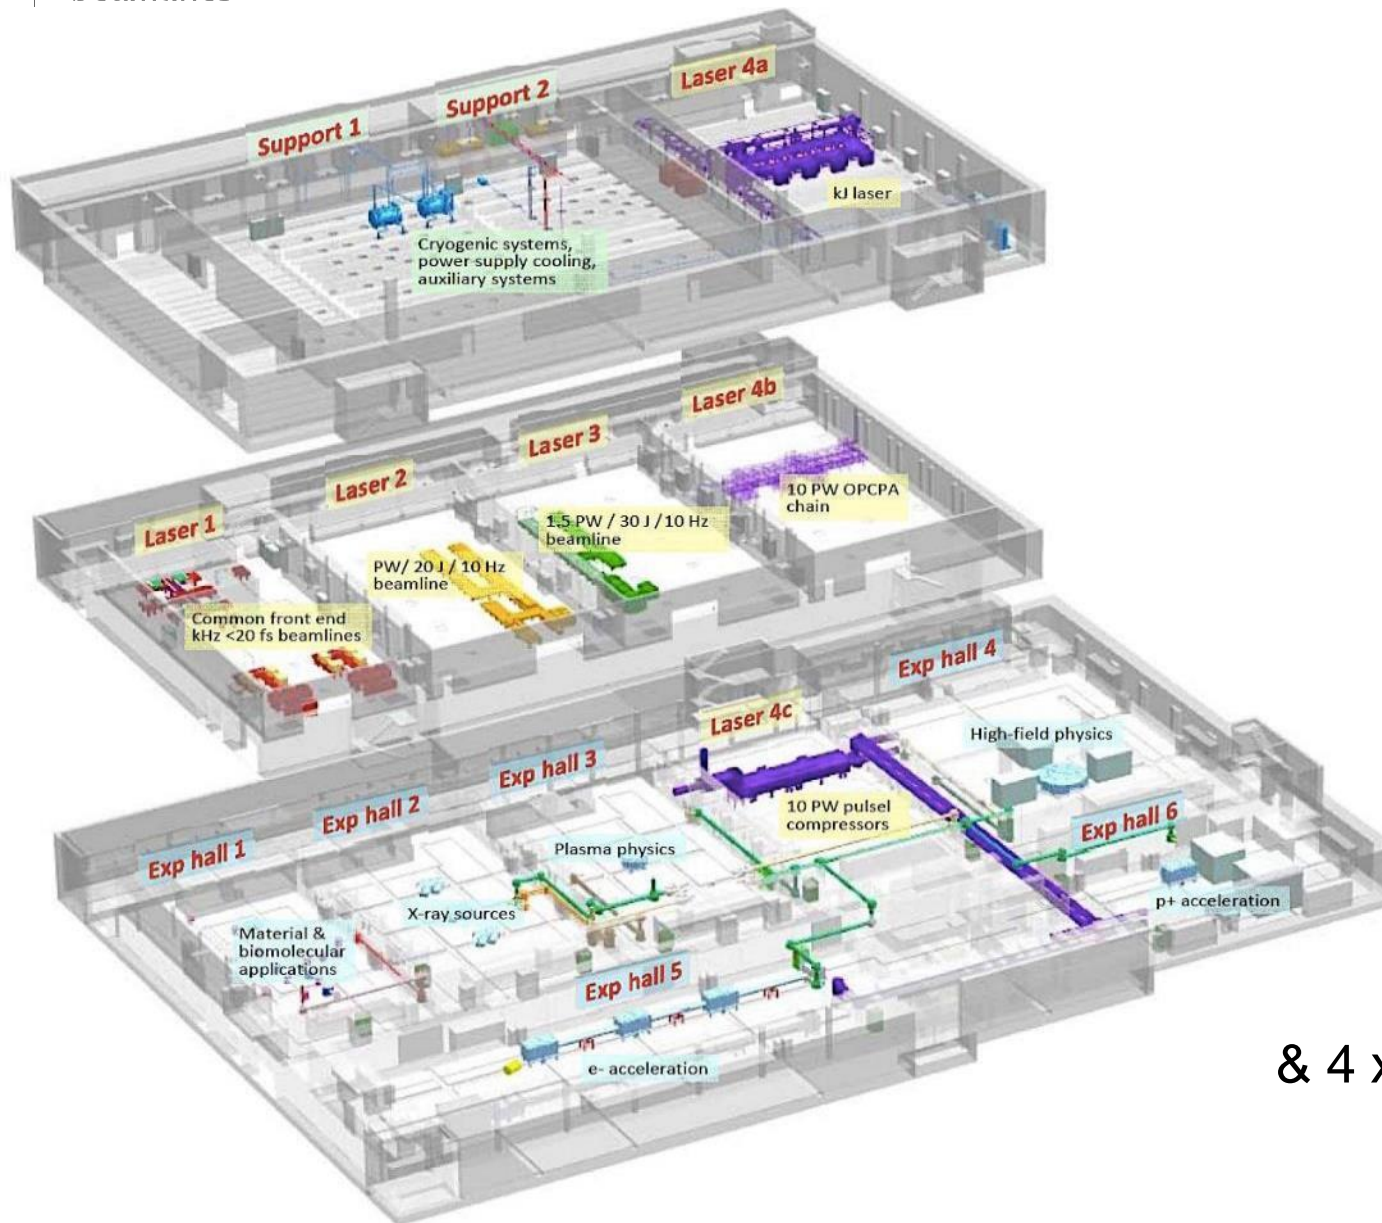 Support 1
Support 2
Laser 4a
kJ laser
Cryogenic systems,
power supply cooling,
auxiliary systems
Laser 1
Laser 2
Laser 3
Laser 4b
Common front end
kHz <20 fs beamlines
PW/ 20 J / 10 Hz
beamline
1.5 PW / 30 J / 10 Hz
beamline
10 PW OPCPA
chain
Exp hall 1
Exp hall 2
Exp hall 3
Laser 4c
Exp hall 4
High-field physics
10 PW pulsel
compressors
Exp hall 6
Plasma physics
X-ray sources
p+ acceleration
Material &
biomolecular
applications
Exp hall 5
e- acceleration
& 4 x